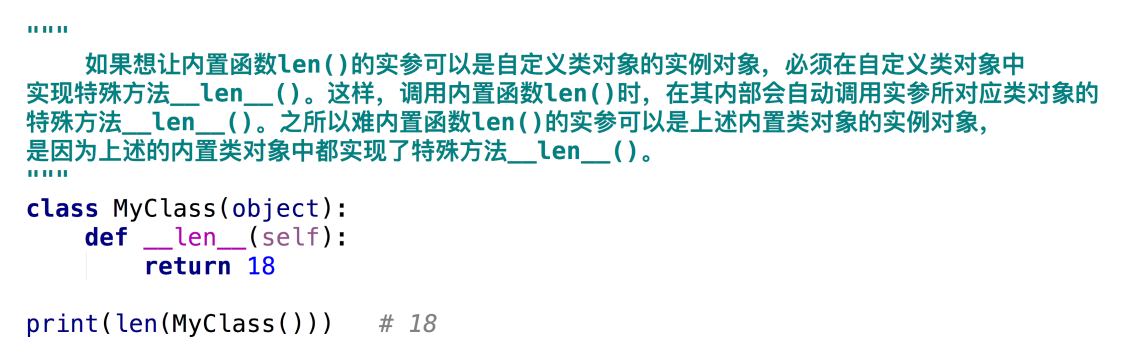 """
    如果想让内置函数len()的实参可以是自定义类对象的实例对象，必须在自定义类对象中
实现特殊方法__len__()。这样，调用内置函数len()时，在其内部会自动调用实参所对应类对象的
特殊方法__len__()。之所以难内置函数len()的实参可以是上述内置类对象的实例对象，
是因为上述的内置类对象中都实现了特殊方法__len__()。
"""
class MyClass(object):
    def __len__(self):
        return 18

print(len(MyClass()))   # 18